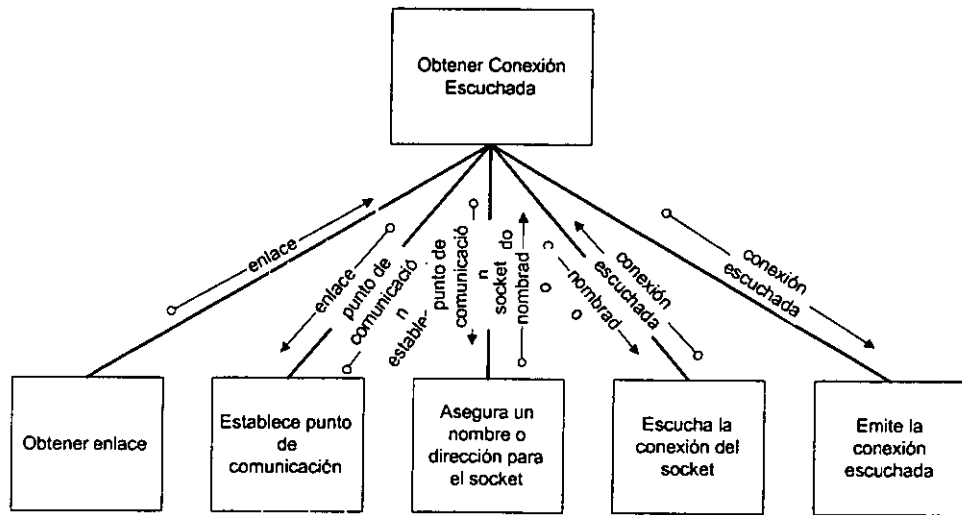 Obtener Conexión
Escuchada
enlace
enlace
punto de
comunicació
n
estable
punto de
comunicació
n
socket
nombrad
do
c
o
nombrad
o
conexión
escuchada
conexión
escuchada
Obtener enlace
Establece punto
de
comunicación
Asegura un
nombre o
dirección para
el socket
Escucha la
conexión del
socket
Emite la
conexión
escuchada